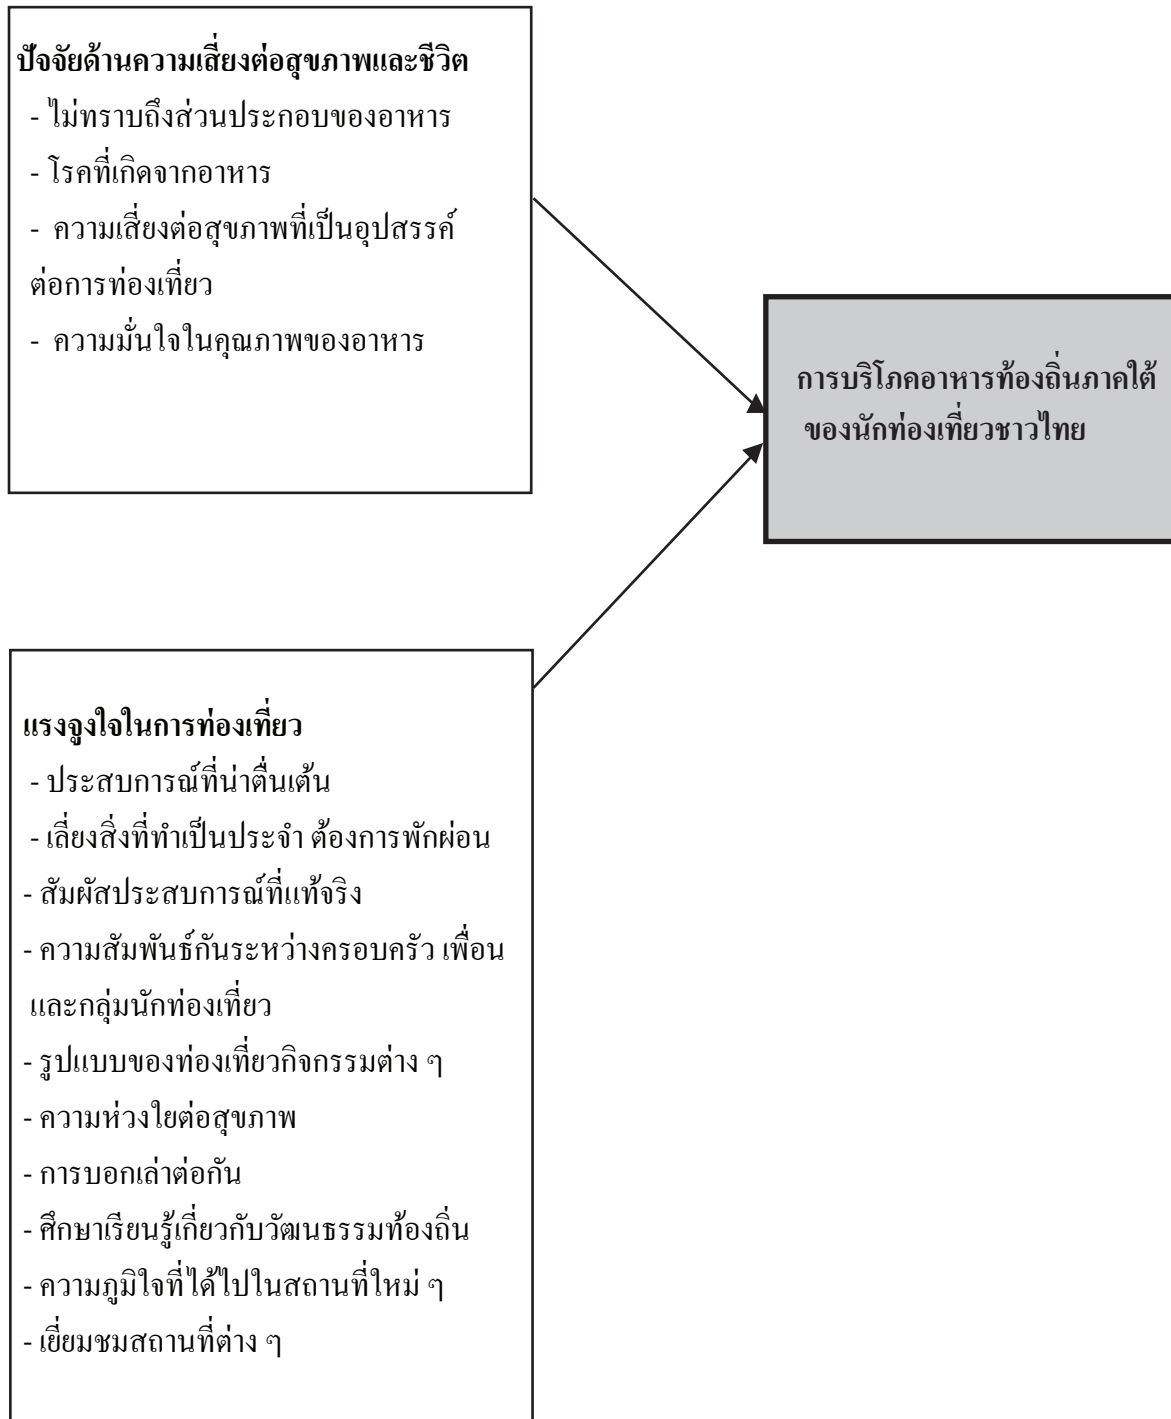 ปัจจัยด้านความเสี่ยงต่อสุขภาพและชีวิต
- ไม่ทราบถึงส่วนประกอบของอาหาร
- โรคที่เกิดจากอาหาร
- ความเสี่ยงต่อสุขภาพที่เป็นอุปสรรค์
ต่อการท่องเที่ยว
- ความมั่นใจในคุณภาพของอาหาร
การบริโภคอาหารท้องถิ่นภาคใต้
ของนักท่องเที่ยวชาวไทย
แรงจูงใจในการท่องเที่ยว
- ประสบการณ์ที่น่าตื่นเต้น
- เลี่ยงสิ่งที่ทำเป็นประจำ ต้องการพักผ่อน
- สัมผัสประสบการณ์ที่แท้จริง
- ความสัมพันธ์กันระหว่างครอบครัว เพื่อน
และกลุ่มนักท่องเที่ยว
- รูปแบบของท่องเที่ยวกิจกรรมต่าง ๆ
- ความห่วงใยต่อสุขภาพ
- การบอกเล่าต่อกัน
- ศึกษาเรียนรู้เกี่ยวกับวัฒนธรรมท้องถิ่น
- ความภูมิใจที่ได้ไปในสถานที่ใหม่ ๆ
- เยี่ยมชมสถานที่ต่าง ๆ